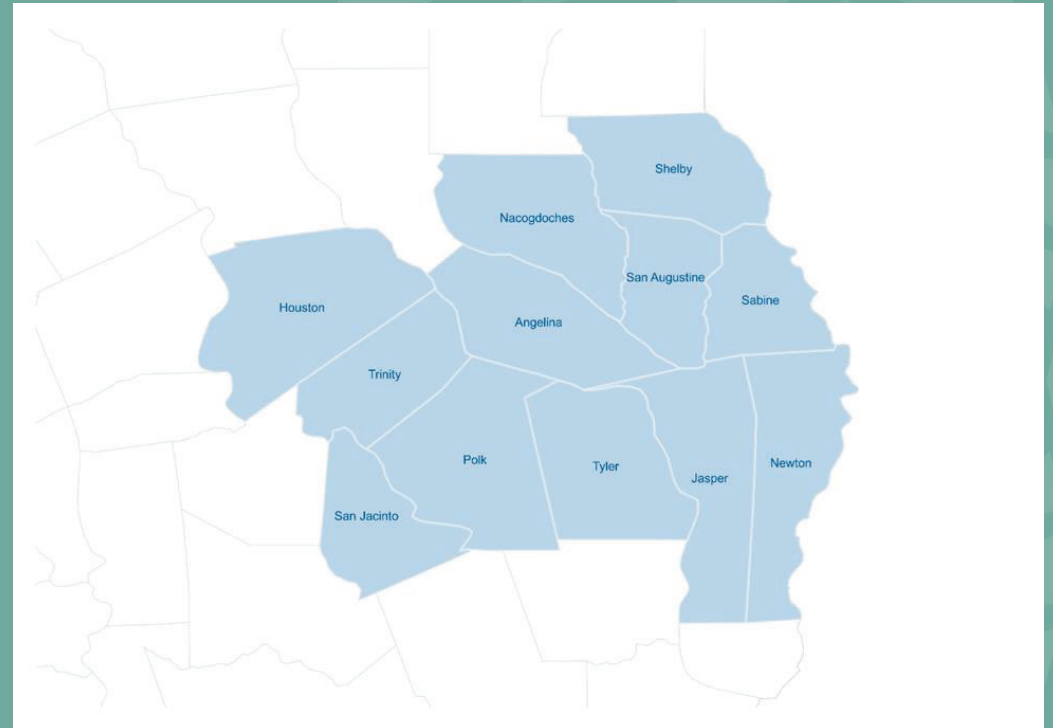 Shelby
Nacogdoches
San Augustine
Sabine
Houston
Angelina
Trinity
Polk
Tyler
Newton
Jasper
San Jacinto